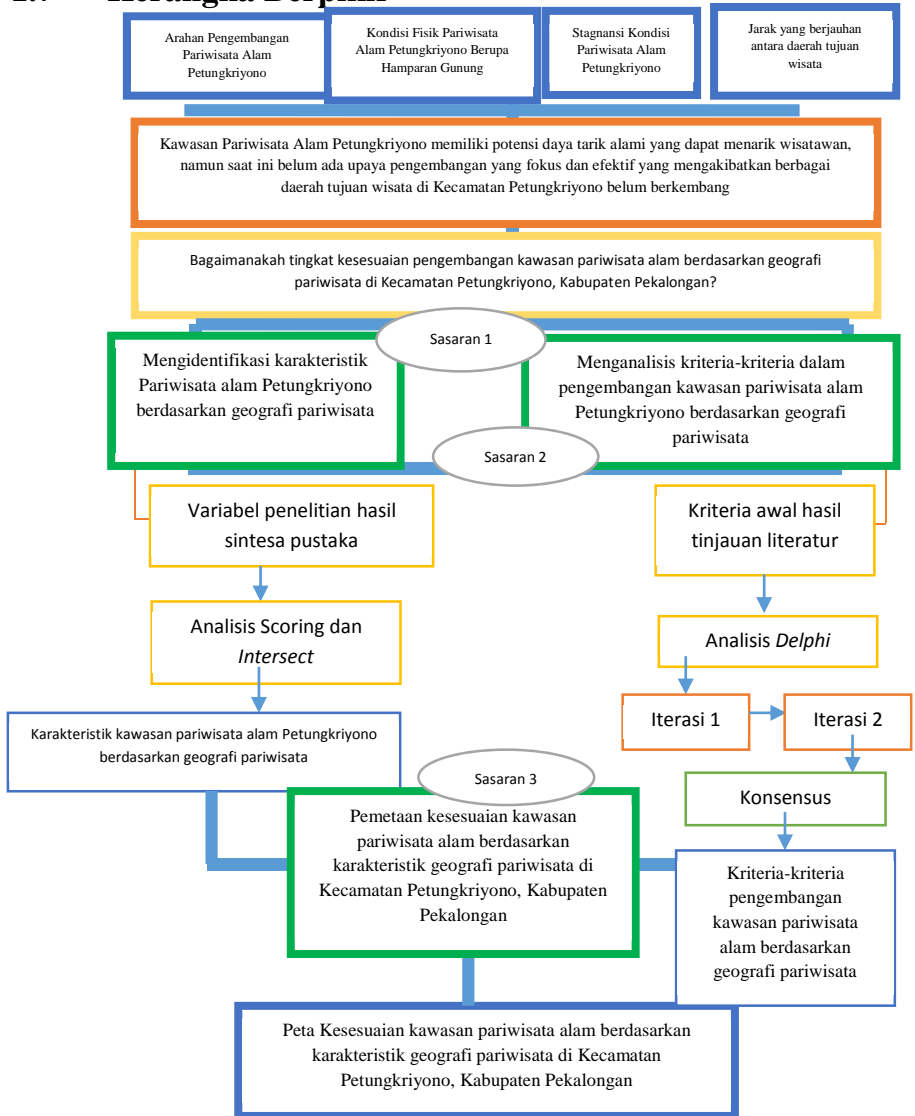 Kerangka Berpikir
Arahan Pengembangan
Pariwisata Alam
Petungkriyono
Kondisi Fisik Pariwisata
Alam Petungkriyono Berupa
Hamparan Gunung
Stagnansi Kondisi
Pariwisata Alam
Petungkriyono
Jarak yang berjauhan
antara daerah tujuan
wisata
Kawasan Pariwisata Alam Petungkriyono memiliki potensi daya tarik alami yang dapat menarik wisatawan,
namun saat ini belum ada upaya pengembangan yang fokus dan efektif yang mengakibatkan berbagai
daerah tujuan wisata di Kecamatan Petungkriyono belum berkembang
Bagaimanakah tingkat kesesuaian pengembangan kawasan pariwisata alam berdasarkan geografi
pariwisata di Kecamatan Petungkriyono, Kabupaten Pekalongan?
Sasaran 1
Mengidentifikasi karakteristik
Pariwisata alam Petungkriyono
berdasarkan geografi pariwisata
Menganalisis kriteria-kriteria dalam
pengembangan kawasan pariwisata alam
Petungkriyono berdasarkan geografi
pariwisata
Sasaran 2
Variabel penelitian hasil
sintesa pustaka
Kriteria awal hasil
tinjauan literatur
Analisis Scoring dan
Intersect
Analisis Delphi
Iterasi 1
Iterasi 2
Karakteristik kawasan pariwisata alam Petungkriyono
berdasarkan geografi pariwisata
Sasaran 3
Konsensus
Pemetaan kesesuaian kawasan
pariwisata alam berdasarkan
karakteristik geografi pariwisata di
Kecamatan Petungkriyono, Kabupaten
Pekalongan
Kriteria-kriteria
pengembangan
kawasan pariwisata
alam berdasarkan
geografi pariwisata
Peta Kesesuaian kawasan pariwisata alam berdasarkan
karakteristik geografi pariwisata di Kecamatan
Petungkriyono, Kabupaten Pekalongan